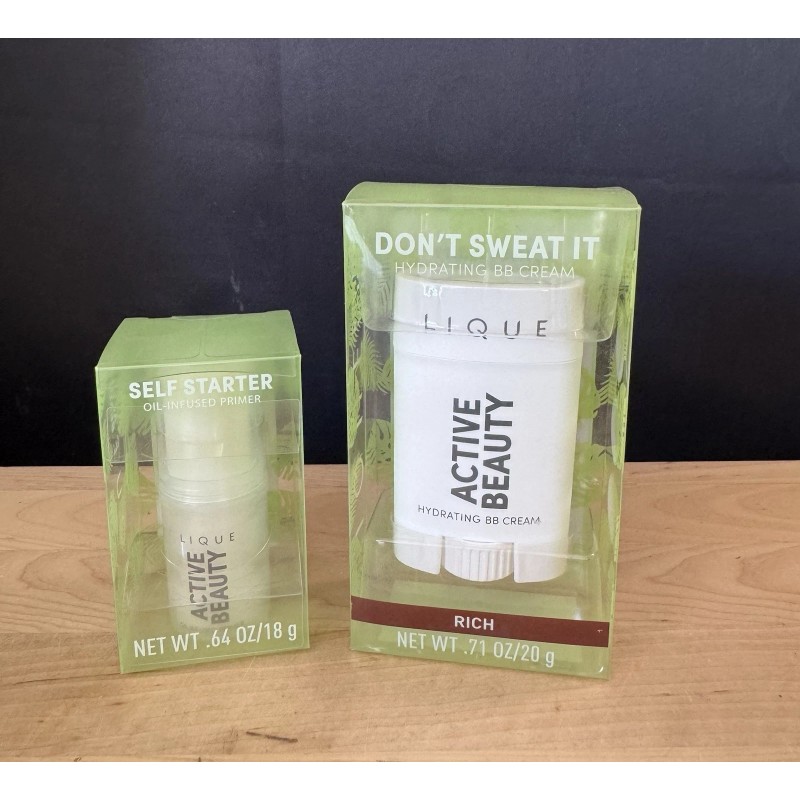 SELF STARTER
OIL-INFUSED PRIMER
LIQUE
ACTIVE
BEAUTY
NET WT .64 OZ/18 g
DON'T SWEAT IT
HYDRATING BB CREAM
LIQUE
ACTIVE
BEAUTY
HYDRATING BB CREAM
RICH
NET WT .71 OZ/20 g